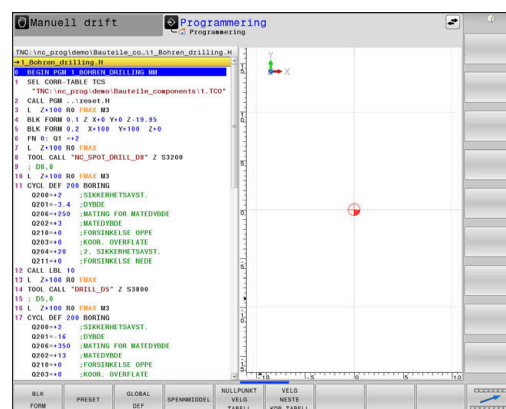 Manuell drift
Programmering
Programmering
TNC:\nc_prog\demo\Bauteile_co…\1_Bohren_drilling.H
→1_Bohren_drilling.H
0 BEGIN PGM 1_BOHREN_DRILLING MM
1 SEL CORR-TABLE TCS
"TNC:\nc_prog\demo\Bauteile_components\1.TCO"
2 CALL PGM ..\reset.H
3 L Z+100 R0 FMAX M3
4 BLK FORM 0.1 Z X+0 Y+0 Z-19.95
5 BLK FORM 0.2 X+100 Y+100 Z+0
6 FN 0: Q1 =+2
7 L Z+100 R0 FMAX
8 TOOL CALL "NC_SPOT_DRILL_D8" Z S3200
9 ; D8,0
10 L Z+100 R0 FMAX M3
11 CYCL DEF 200 BORING
Q200=+2 ;SIKKERHETSAVST.
Q201=-3.4 ;DYBDE
Q206=+250 ;MATING FOR MATEDYBDE
Q202=+3 ;MATEDYBDE
Q210=+0 ;FORSINKELSE OPPE
Q203=+0 ;KOOR. OVERFLATE
Q204=+20 ;2. SIKKERHETSAVST.
Q211=+0 ;FORSINKELSE NEDE
12 CALL LBL 10
13 L Z+100 R0 FMAX
14 TOOL CALL "DRILL_D5" Z S3800
15 ; D5,0
16 L Z+100 R0 FMAX M3
17 CYCL DEF 200 BORING
Q200=+2 ;SIKKERHETSAVST.
Q201=-16 ;DYBDE
Q206=+350 ;MATING FOR MATEDYBDE
Q202=+13 ;MATEDYBDE
Q210=+0 ;FORSINKELSE OPPE
Q203=+0 ;KOOR. OVERFLATE
Y
X
-10 -5 0 5 10
BLK
FORM
PRESET
GLOBAL
DEF
SPENNMIDDEL
NULLPUNKT
VELG
TABELL
VELG
NESTE
KOR.TABELL